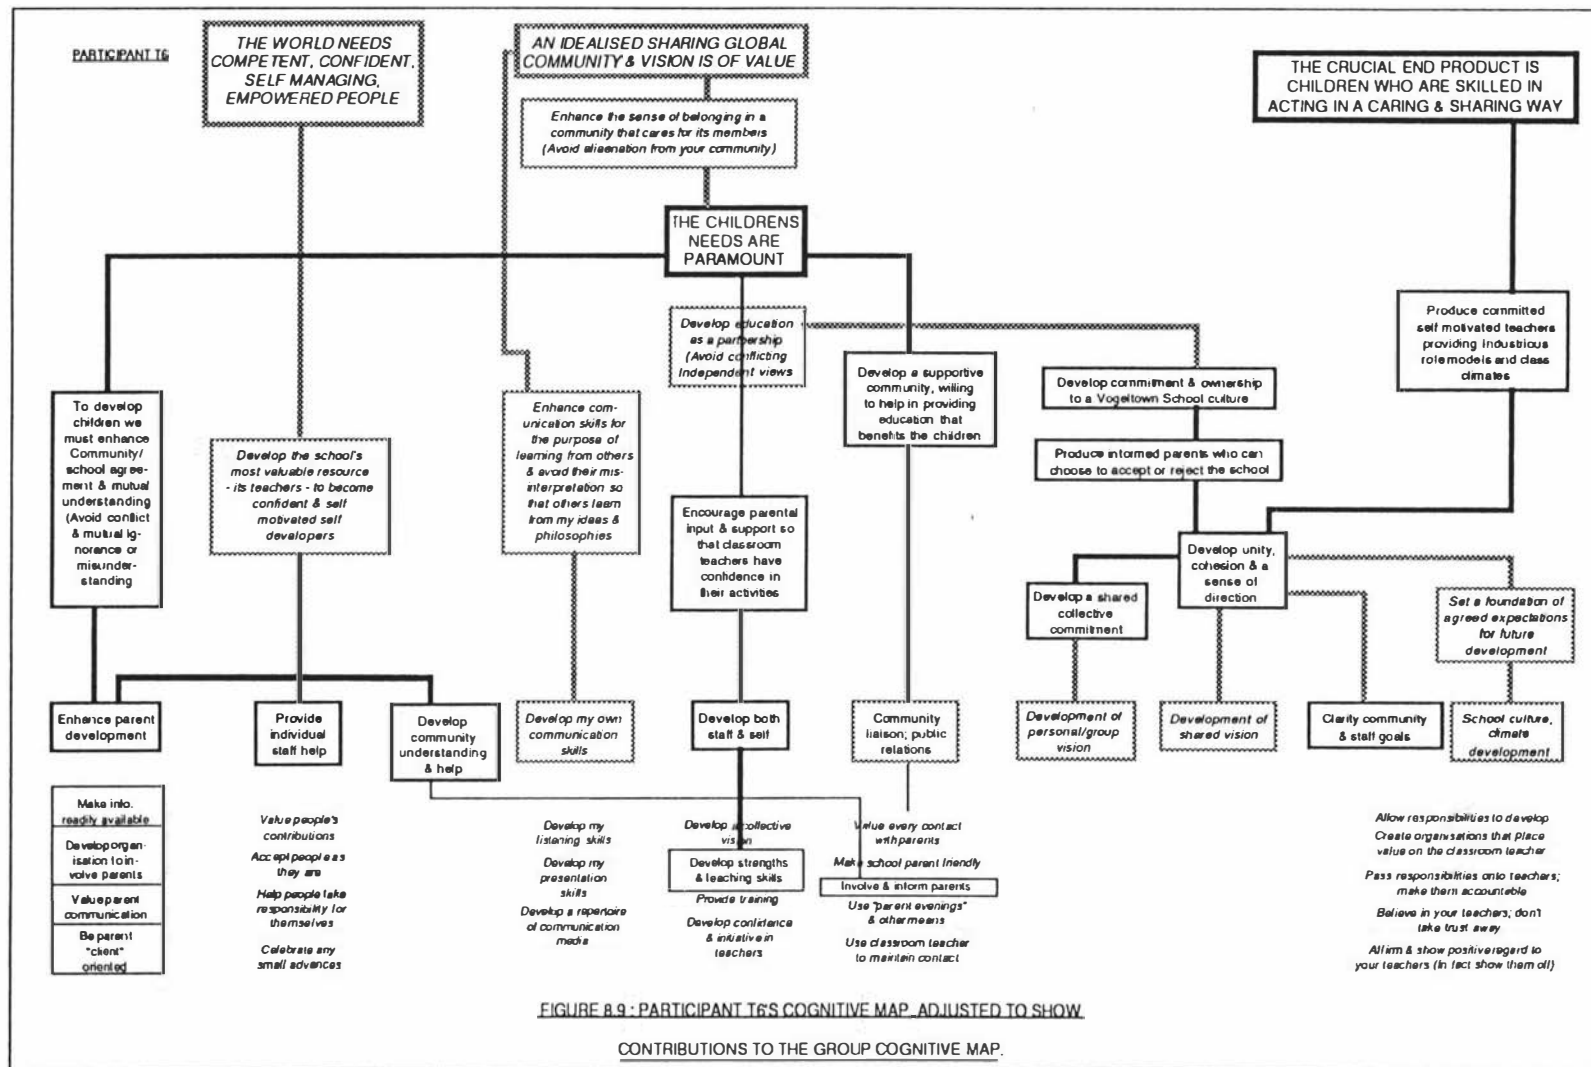 PARTICIPANT T6
THE WORLD NEEDS
COMPETENT, CONFIDENT,
SELF MANAGING,
EMPOWERED PEOPLE
AN IDEALISED SHARING GLOBAL
COMMUNITY & VISION IS OF VALUE
THE CRUCIAL END PRODUCT IS
CHILDREN WHO ARE SKILLED IN
ACTING IN A CARING & SHARING WAY
Enhance the sense of belonging in a
community that cares for its members
(Avoid aliaenation from your community)
THE CHILDRENS
NEEDS ARE
PARAMOUNT
Develop education
as a partnership
(Avoid conflicting
Independent views
Produce committed
self motivated teachers
providing Industrious
role models and class
climates
Develop a supportive
community, willing
to help in providing
education that
benefits the children
Develop commitment & ownership
to a Vogeltown School culture
Produce informed parents who can
choose to accept or reject the school
To develop
children we
must enhance
Community/
school agree-
ment & mutual
understanding
(Avoid conflict
& mutual ig-
norance or
misunder-
standing
Develop the school's
most valuable resource
- its teachers - to become
confident & self
motivated self
developers
Enhance com-
unication skills for
the purpose of
learning from others
& avoid their mis-
interpretation so
that others learn
from my ideas &
philosophies
Encourage parental
input & support so
that classroom
teachers have
confidence in
their activities
Develop unity,
cohesion & a
sense of
direction
Develop a shared
collective
commitment
Set a foundation of
agreed expectations
for future
development
Enhance parent
development
Provide
individual
staff help
Develop
community
understanding
& help
Develop my own
communication
skills
Develop both
staff & self
Community
liaison; public
relations
Development of
personal/group
vision
Development of
shared vision
Clarity community
& staff goals
School culture,
climate
development
Make info.
readily available
Develop organ-
isation to in-
volve parents
Value parent
communication
Be parent
"client"
oriented
Value people's
contributions
Accept people as
they are
Help people take
responsibility for
themselves
Celebrate any
small advances
Develop my
listening skills
Develop my
presentation
skills
Develop a repertoire
of communication
media
Develop a collective
vision
Develop strengths
& teaching skills
Provide training
Develop confidence
& initiative in
teachers
Value every contact
with parents
Make school parent friendly
Involve & inform parents
Use "parent evenings"
& other means
Use classroom teacher
to maintain contact
Allow responsibilities to develop
Create organisations that place
value on the classroom teacher
Pass responsibilities onto teachers;
make them accountable
Believe in your teachers; don't
take trust away
Affirm & show positive regard to
your teachers (In fact show them off)
FIGURE 8.9 : PARTICIPANT T6'S COGNITIVE MAP ADJUSTED TO SHOW
CONTRIBUTIONS TO THE GROUP COGNITIVE MAP.